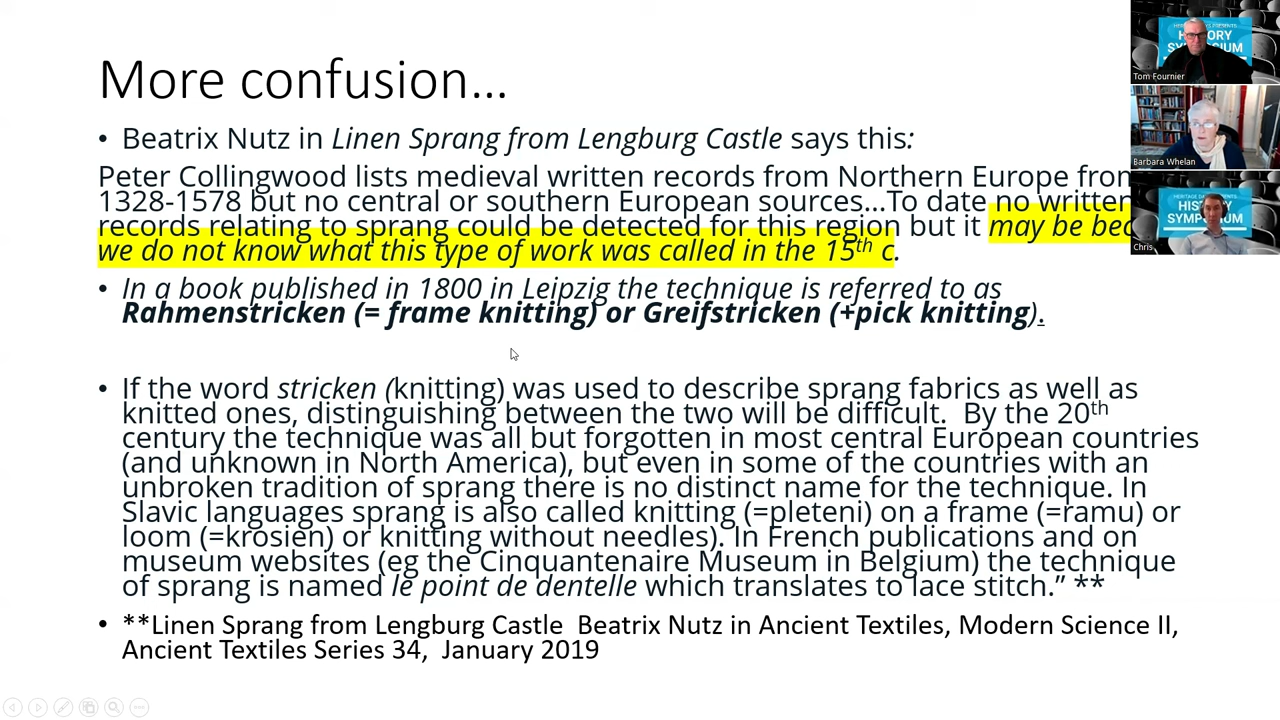 More confusion...
• Beatrix Nutz in Linen Sprang from Lengburg Castle says this:
Peter Collingwood lists medieval written records from Northern Europe from
1328-1578 but no central or southern European sources...To date no written
records relating to sprang could be detected for this region but it may be
we do not know what this type of work was called in the 15th c.
• In a book published in 1800 in Leipzig the technique is referred to as
Rahmenstricken (= frame knitting) or Greifstricken (+pick knitting).
• If the word stricken (knitting) was used to describe sprang fabrics as well as
knitted ones, distinguishing between the two will be difficult. By the 20th
century the technique was all but forgotten in most central European countries
(and unknown in North America), but even in some of the countries with an
unbroken tradition of sprang there is no distinct name for the technique. In
Slavic languages sprang is also called knitting (=pleteni) on a frame (=ramu) or
loom (=krosien) or knitting without needles). In French publications and on
museum websites (eg the Cinquantenaire Museum in Belgium) the technique
of sprang is named le point de dentelle which translates to lace stitch.” **
• **Linen Sprang from Lengburg Castle Beatrix Nutz in Ancient Textiles, Modern Science II,
Ancient Textiles Series 34, January 2019
Tom Fournier
Barbara Whelan
Chris